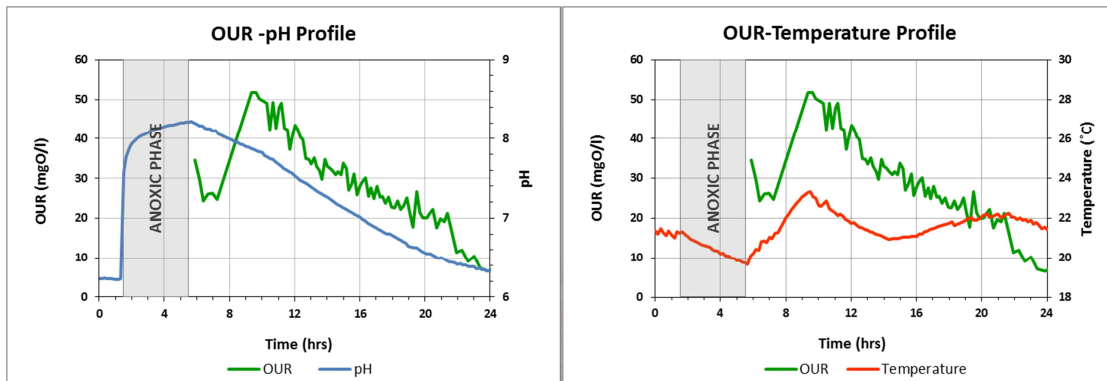 OUR -pH Profile
60
50
40
30
20
10
0
OUR (mgO/l)
ANOXIC PHASE
9
8
7
6
pH
0 4 8 12 16 20 24
Time (hrs)
OUR pH
OUR-Temperature Profile
60
50
40
30
20
10
0
OUR (mgO/l)
ANOXIC PHASE
30
28
26
24
22
20
18
Temperature (˚C)
0 4 8 12 16 20 24
Time (hrs)
OUR Temperature